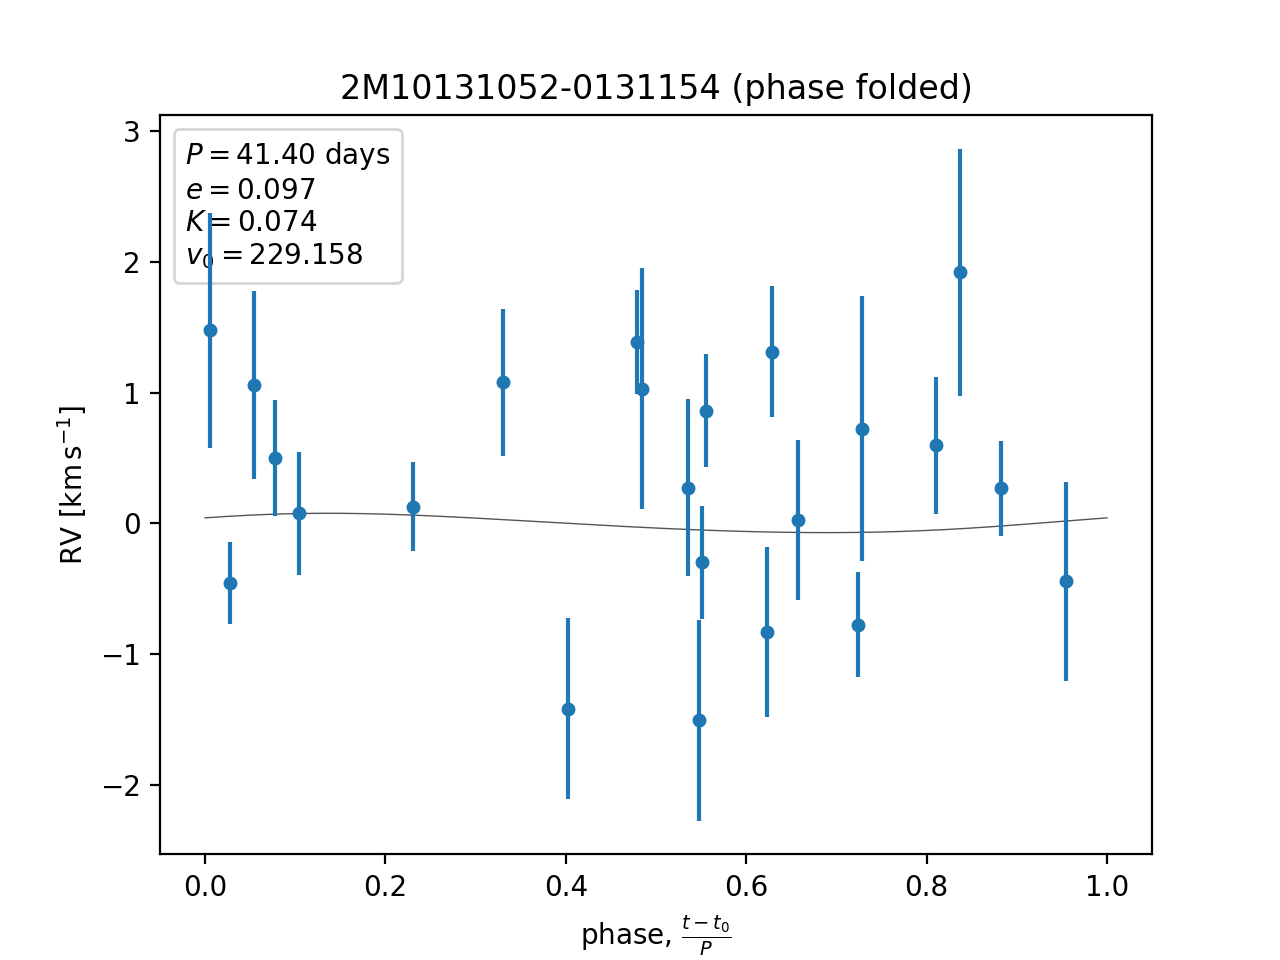 2M10131052-0131154 (phase folded)
P = 41.40 days
e = 0.097
K = 0.074
v₀ = 229.158
3
2
1
0
−1
−2
RV [km s⁻¹]
0.0 0.2 0.4 0.6 0.8 1.0
phase, (t − t₀)/P